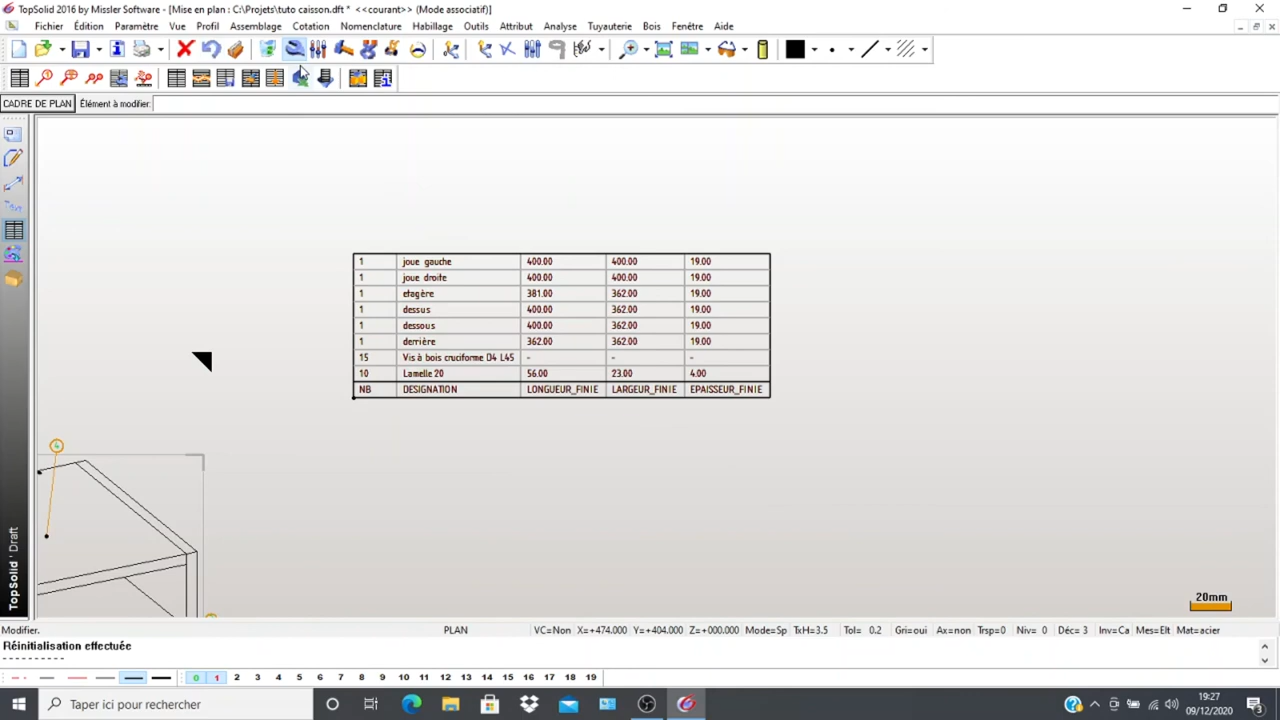 TopSolid 2016 by Missler Software - [Mise en plan : C:\Projets\tuto caisson.dft * <<courant>> (Mode associatif)]
Fichier Édition Paramètre Vue Profil Assemblage Cotation Nomenclature Habillage Outils Attribut Analyse Tuyauterie Bois Fenêtre Aide
CADRE DE PLAN Élément à modifier:
1 joue gauche 400.00 400.00 19.00
1 joue droite 400.00 400.00 19.00
1 etagère 381.00 362.00 19.00
1 dessus 400.00 362.00 19.00
1 dessous 400.00 362.00 19.00
1 derrière 362.00 362.00 19.00
15 Vis à bois cruciforme D4 L45 - - -
10 Lamelle 20 56.00 23.00 4.00
NB DESIGNATION LONGUEUR_FINIE LARGEUR_FINIE EPAISSEUR_FINIE
TopSolid'Draft
20mm
Modifier. PLAN VC=Non X=+474.000 Y=+404.000 Z=+000.000 Mode=Sp TxH=3.5 Tol= 0.2 Gri=oui Ax=non Trsp=0 Niv= 0 Déc= 3 Inv=Ca Mes=Elt Mat=acier
Réinitialisation effectuée
----------
0 1 2 3 4 5 6 7 8 9 10 11 12 13 14 15 16 17 18 19
Taper ici pour rechercher
19:27
09/12/2020
3